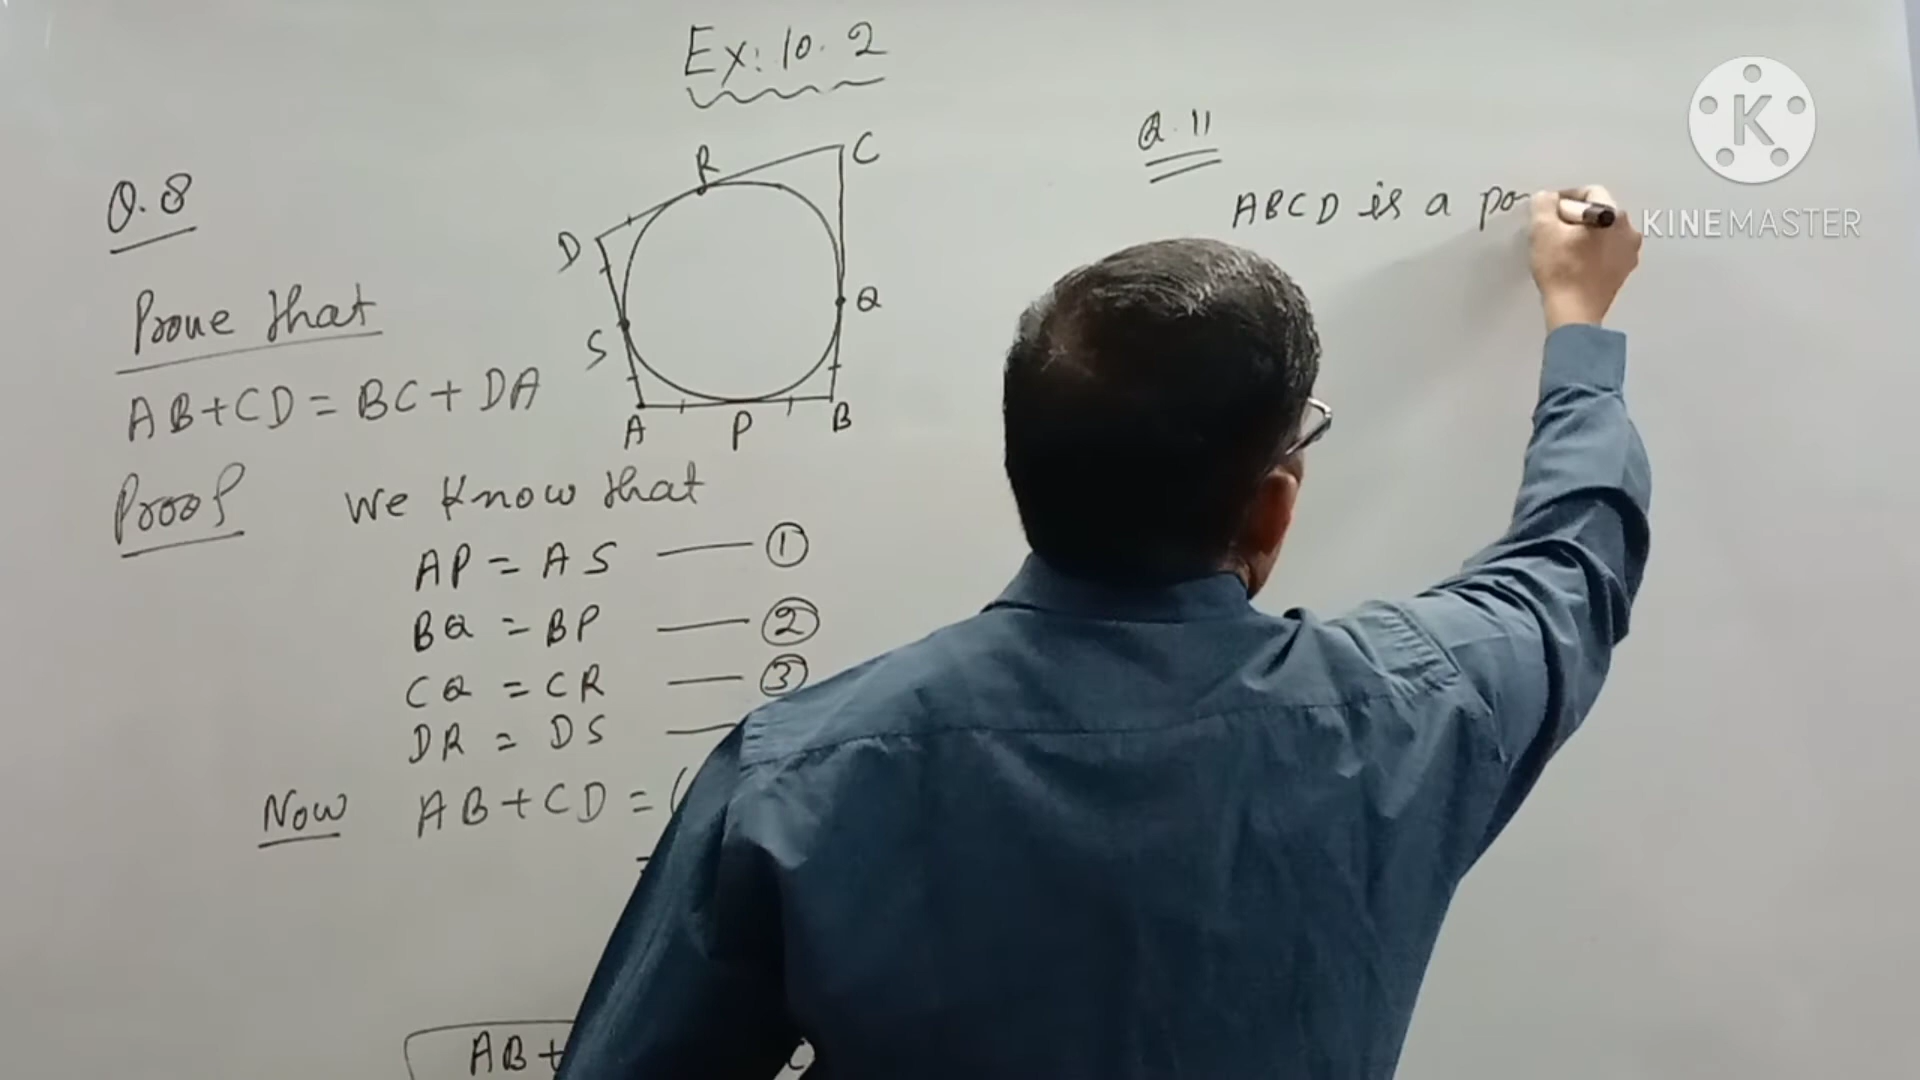 Ex: 10.2
Q.8
Prove that
AB+CD=BC+DA
R
C
D
Q
S
A
P
B
Proof We know that
AP = AS — ①
BQ = BP — ②
CQ = CR — ③
DR = DS —
Now AB+CD = (
=
AB+
Q.11
ABCD is a pa
K
KINEMASTER